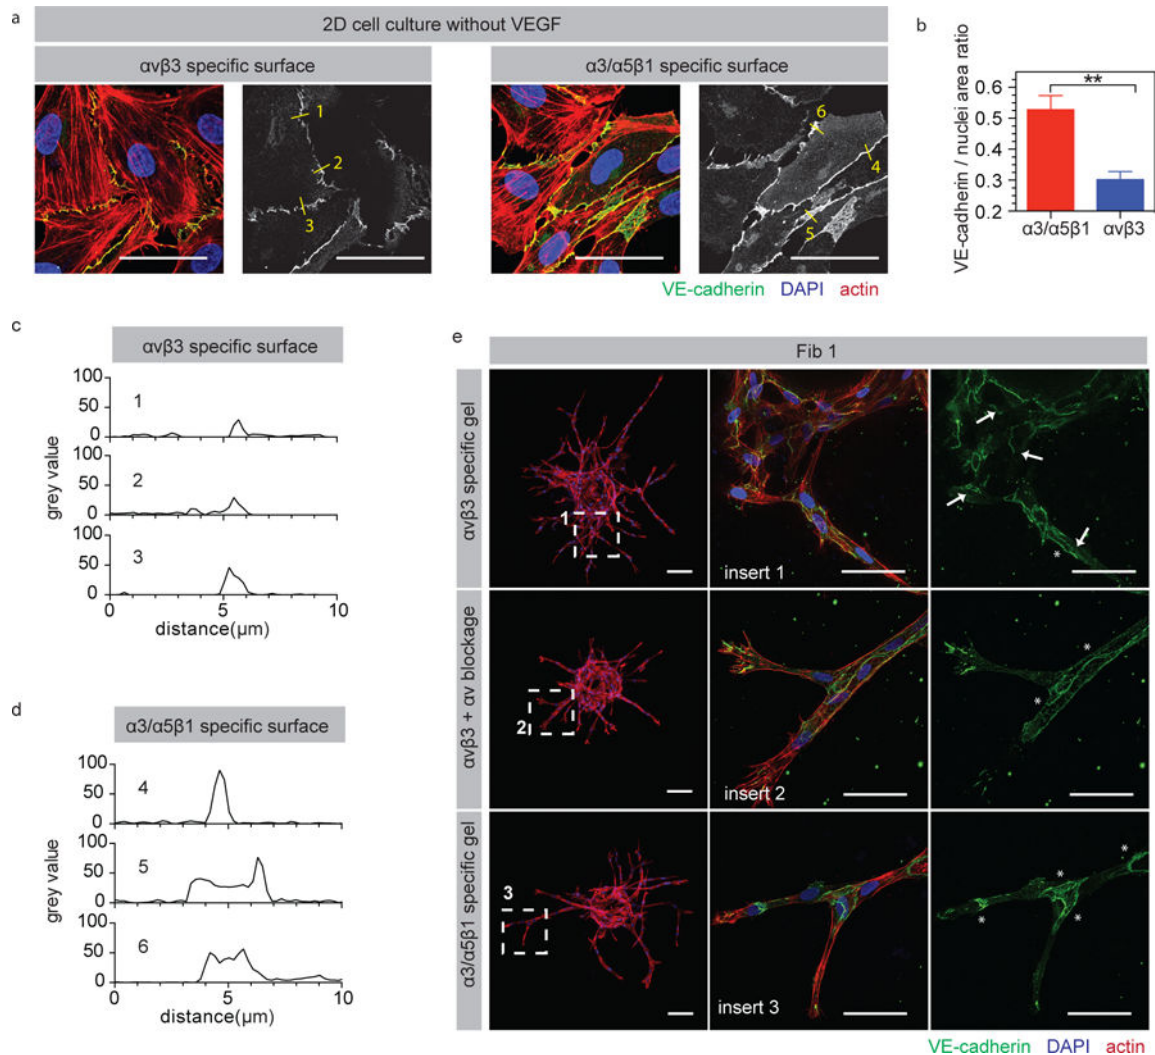 a
2D cell culture without VEGF
αvβ3 specific surface
α3/α5β1 specific surface
1
2
3
6
4
5
VE-cadherin DAPI actin
b
VE-cadherin / nuclei area ratio
0.6
0.5
0.4
0.3
0.2
**
α3/α5β1 αvβ3
c
αvβ3 specific surface
grey value
100
50
0
1
100
50
0
2
100
50
0
3
0 5 10
distance(µm)
d
α3/α5β1 specific surface
grey value
100
50
0
4
100
50
0
5
100
50
0
6
0 5 10
distance(µm)
e
Fib 1
αvβ3 specific gel
1
insert 1
*
αvβ3 + αv blockage
2
insert 2
*
*
α3/α5β1 specific gel
3
insert 3
*
*
*
*
VE-cadherin DAPI actin